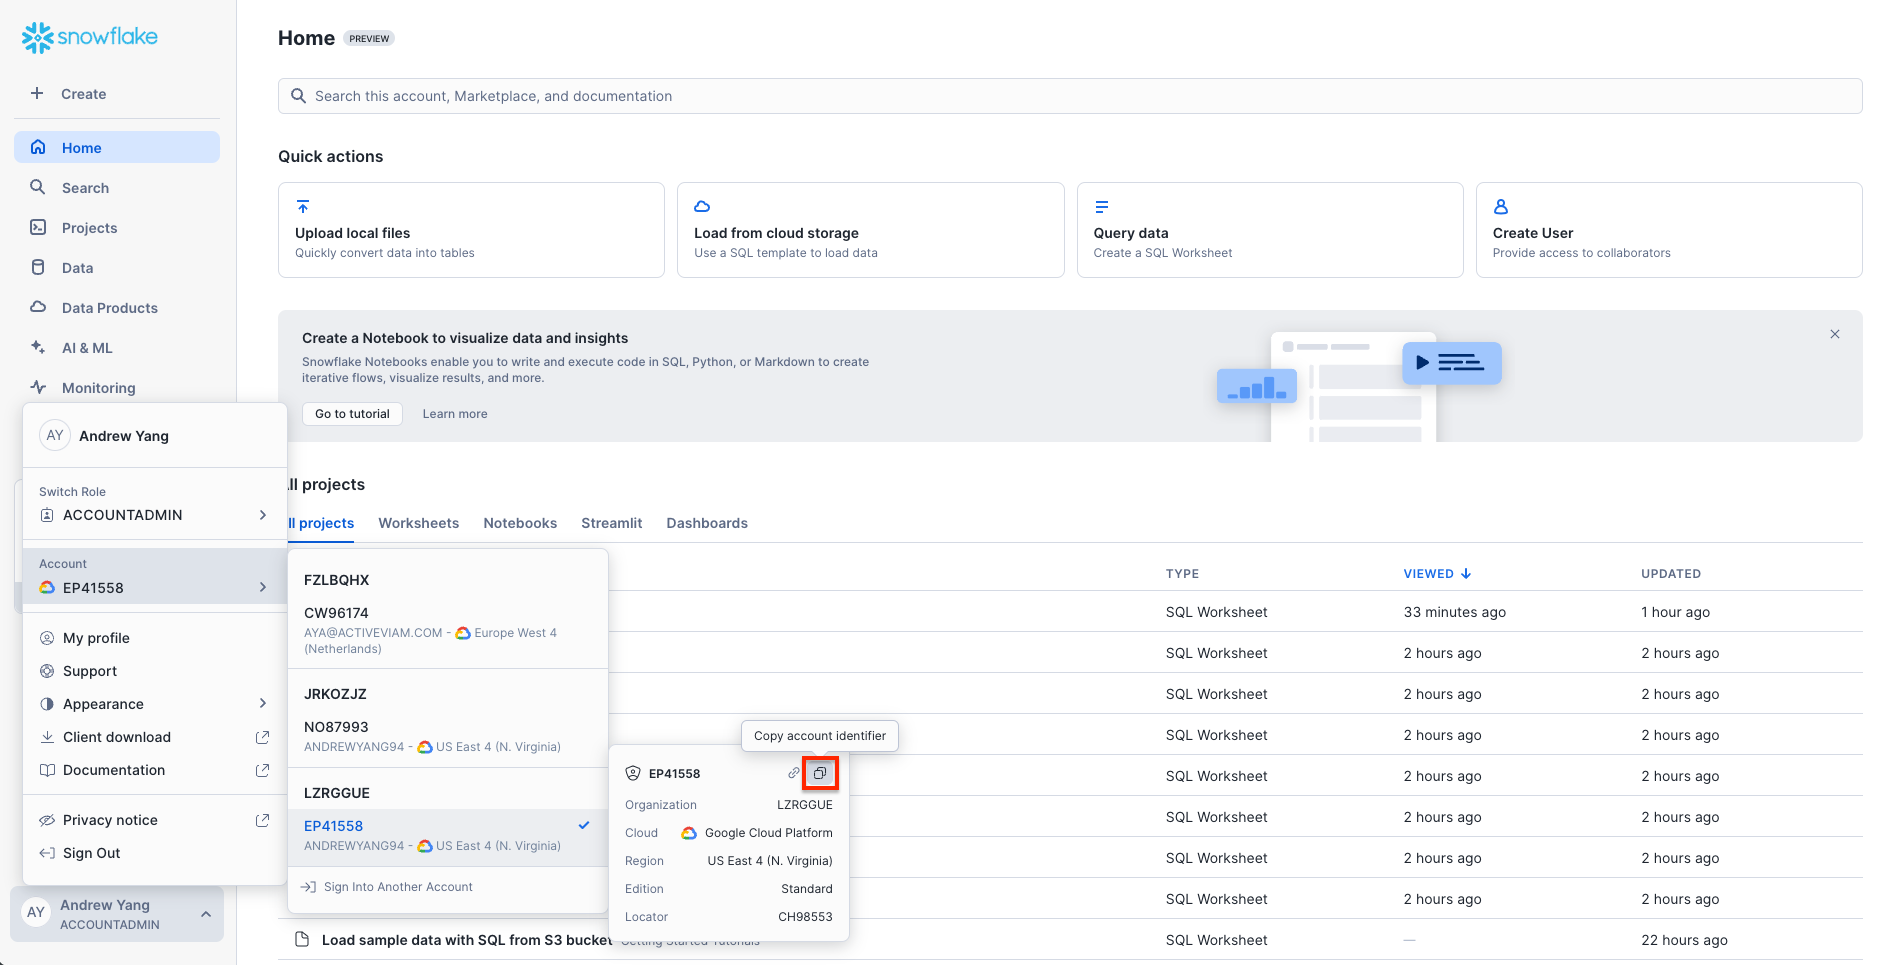 snowflake
Create
Home
Search
Projects
Data
Data Products
AI & ML
Monitoring
AY Andrew Yang
Switch Role
ACCOUNTADMIN
Account
EP41558
My profile
Support
Appearance
Client download
Documentation
Privacy notice
Sign Out
AY Andrew Yang
ACCOUNTADMIN
Home PREVIEW
Search this account, Marketplace, and documentation
Quick actions
Upload local files
Quickly convert data into tables
Load from cloud storage
Use a SQL template to load data
Query data
Create a SQL Worksheet
Create User
Provide access to collaborators
Create a Notebook to visualize data and insights
Snowflake Notebooks enable you to write and execute code in SQL, Python, or Markdown to create
iterative flows, visualize results, and more.
Go to tutorial Learn more
All projects
All projects Worksheets Notebooks Streamlit Dashboards
TYPE VIEWED UPDATED
SQL Worksheet 33 minutes ago 1 hour ago
SQL Worksheet 2 hours ago 2 hours ago
SQL Worksheet 2 hours ago 2 hours ago
SQL Worksheet 2 hours ago 2 hours ago
SQL Worksheet 2 hours ago 2 hours ago
SQL Worksheet 2 hours ago 2 hours ago
SQL Worksheet 2 hours ago 2 hours ago
SQL Worksheet 2 hours ago 2 hours ago
Load sample data with SQL from S3 bucket Getting Started Tutorials SQL Worksheet — 22 hours ago
FZLBQHX
CW96174
AYA@ACTIVEVIAM.COM - Europe West 4
(Netherlands)
JRKOZJZ
NO87993
ANDREWYANG94 - US East 4 (N. Virginia)
LZRGGUE
EP41558
ANDREWYANG94 - US East 4 (N. Virginia)
Sign Into Another Account
Copy account identifier
EP41558
Organization LZRGGUE
Cloud Google Cloud Platform
Region US East 4 (N. Virginia)
Edition Standard
Locator CH98553